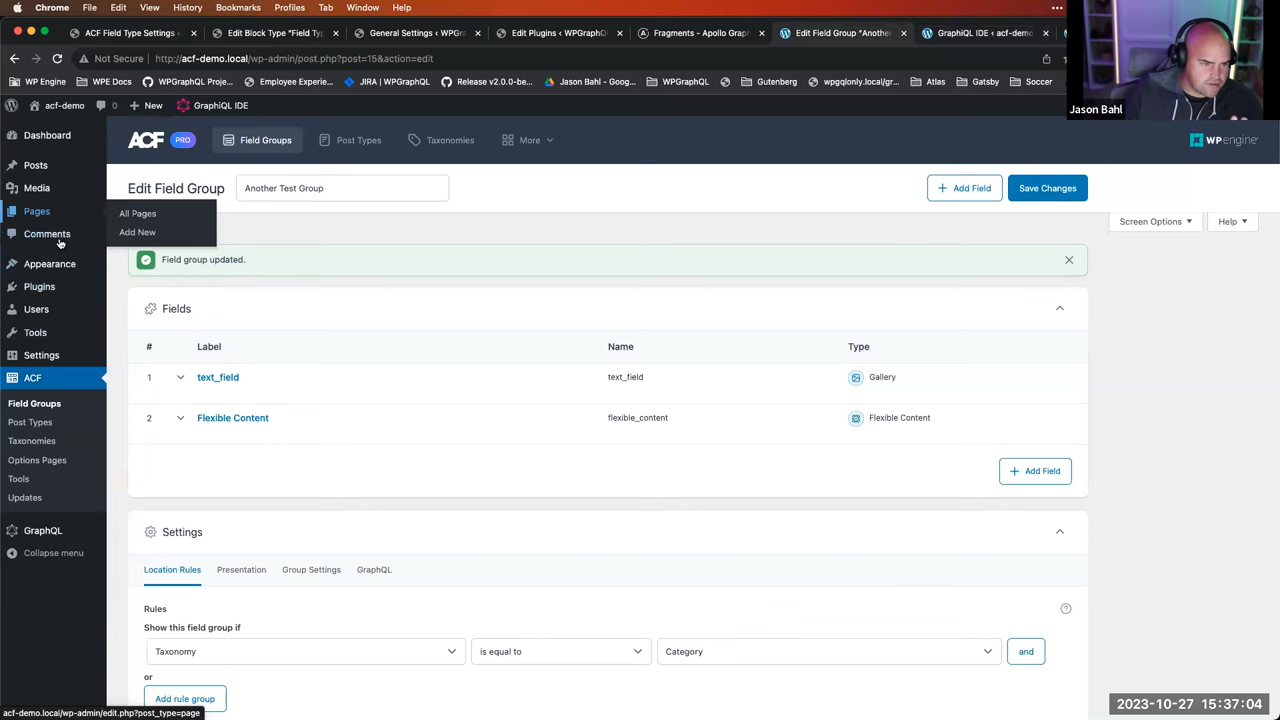 Chrome File Edit View History Bookmarks Profiles Tab Window Help
ACF Field Type Settings < Edit Block Type "Field Typ General Settings < WPGra Edit Plugins < WPGraphQL Fragments - Apollo Grap Edit Field Group "Another GraphiQL IDE < acf-demo
Not Secure http://acf-demo.local/wp-admin/post.php?post=15&action=edit
WP Engine WPE Docs WPGraphQL Proje... Employee Experie... JIRA | WPGraphQL Release v2.0.0-be... Jason Bahl - Goog... WPGraphQL Gutenberg wpgqlonly.local/gr... Atlas Gatsby Soccer
Jason Bahl
acf-demo 0 New GraphiQL IDE
Dashboard
Posts
Media
Pages
All Pages
Add New
Comments
Appearance
Plugins
Users
Tools
Settings
ACF
Field Groups
Post Types
Taxonomies
Options Pages
Tools
Updates
GraphQL
Collapse menu
ACF PRO Field Groups Post Types Taxonomies More WP engine
Edit Field Group Another Test Group + Add Field Save Changes
Screen Options Help
Field group updated.
Fields
# Label Name Type
1 text_field text_field Gallery
2 Flexible Content flexible_content Flexible Content
+ Add Field
Settings
Location Rules Presentation Group Settings GraphQL
Rules
Show this field group if
Taxonomy is equal to Category and
or
Add rule group
acf-demo.local/wp-admin/edit.php?post_type=page
2023-10-27 15:37:04